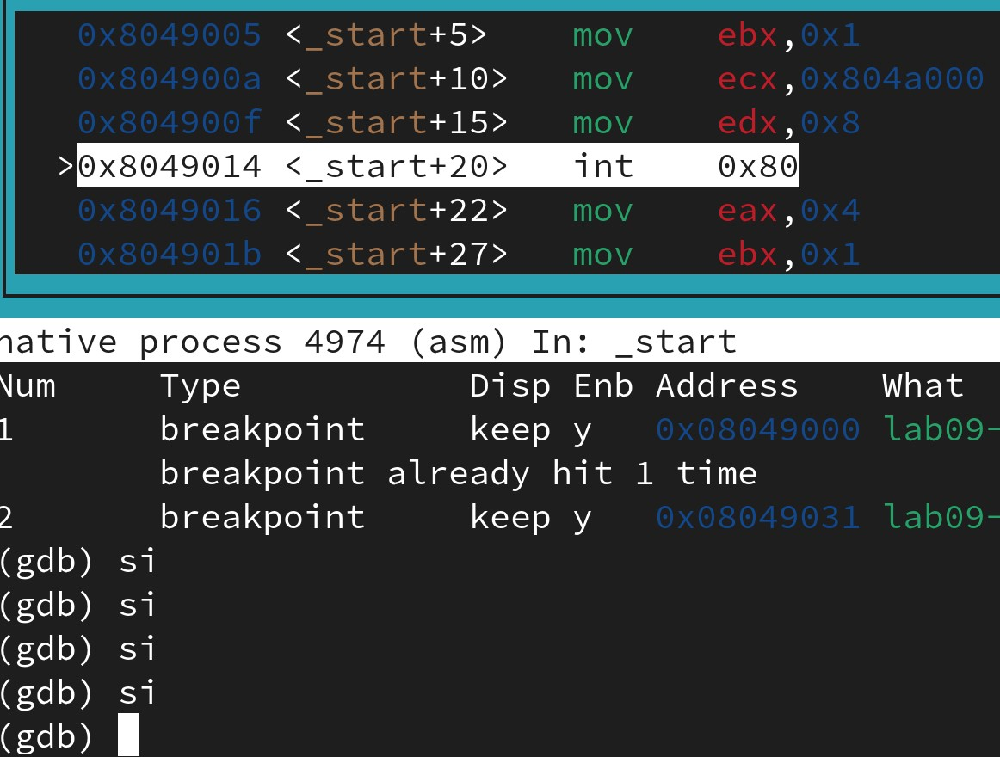 0x8049005 <_start+5> mov ebx,0x1
0x804900a <_start+10> mov ecx,0x804a000
0x804900f <_start+15> mov edx,0x8
>0x8049014 <_start+20> int 0x80
0x8049016 <_start+22> mov eax,0x4
0x804901b <_start+27> mov ebx,0x1
native process 4974 (asm) In: _start
Num Type Disp Enb Address What
1 breakpoint keep y 0x08049000 lab09-
breakpoint already hit 1 time
2 breakpoint keep y 0x08049031 lab09-
(gdb) si
(gdb) si
(gdb) si
(gdb) si
(gdb)